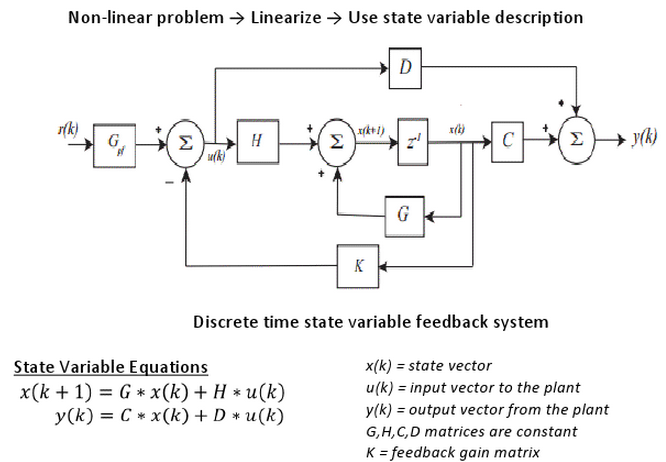 Non-linear problem → Linearize → Use state variable description
D
r(k)
G_pf
+
Σ
−
u(k)
H
+
Σ
+
x(k+1)
z⁻¹
x(k)
C
+
+
Σ
y(k)
G
K
Discrete time state variable feedback system
State Variable Equations
x(k + 1) = G ∗ x(k) + H ∗ u(k)
y(k) = C ∗ x(k) + D ∗ u(k)
x(k) = state vector
u(k) = input vector to the plant
y(k) = output vector from the plant
G,H,C,D matrices are constant
K = feedback gain matrix